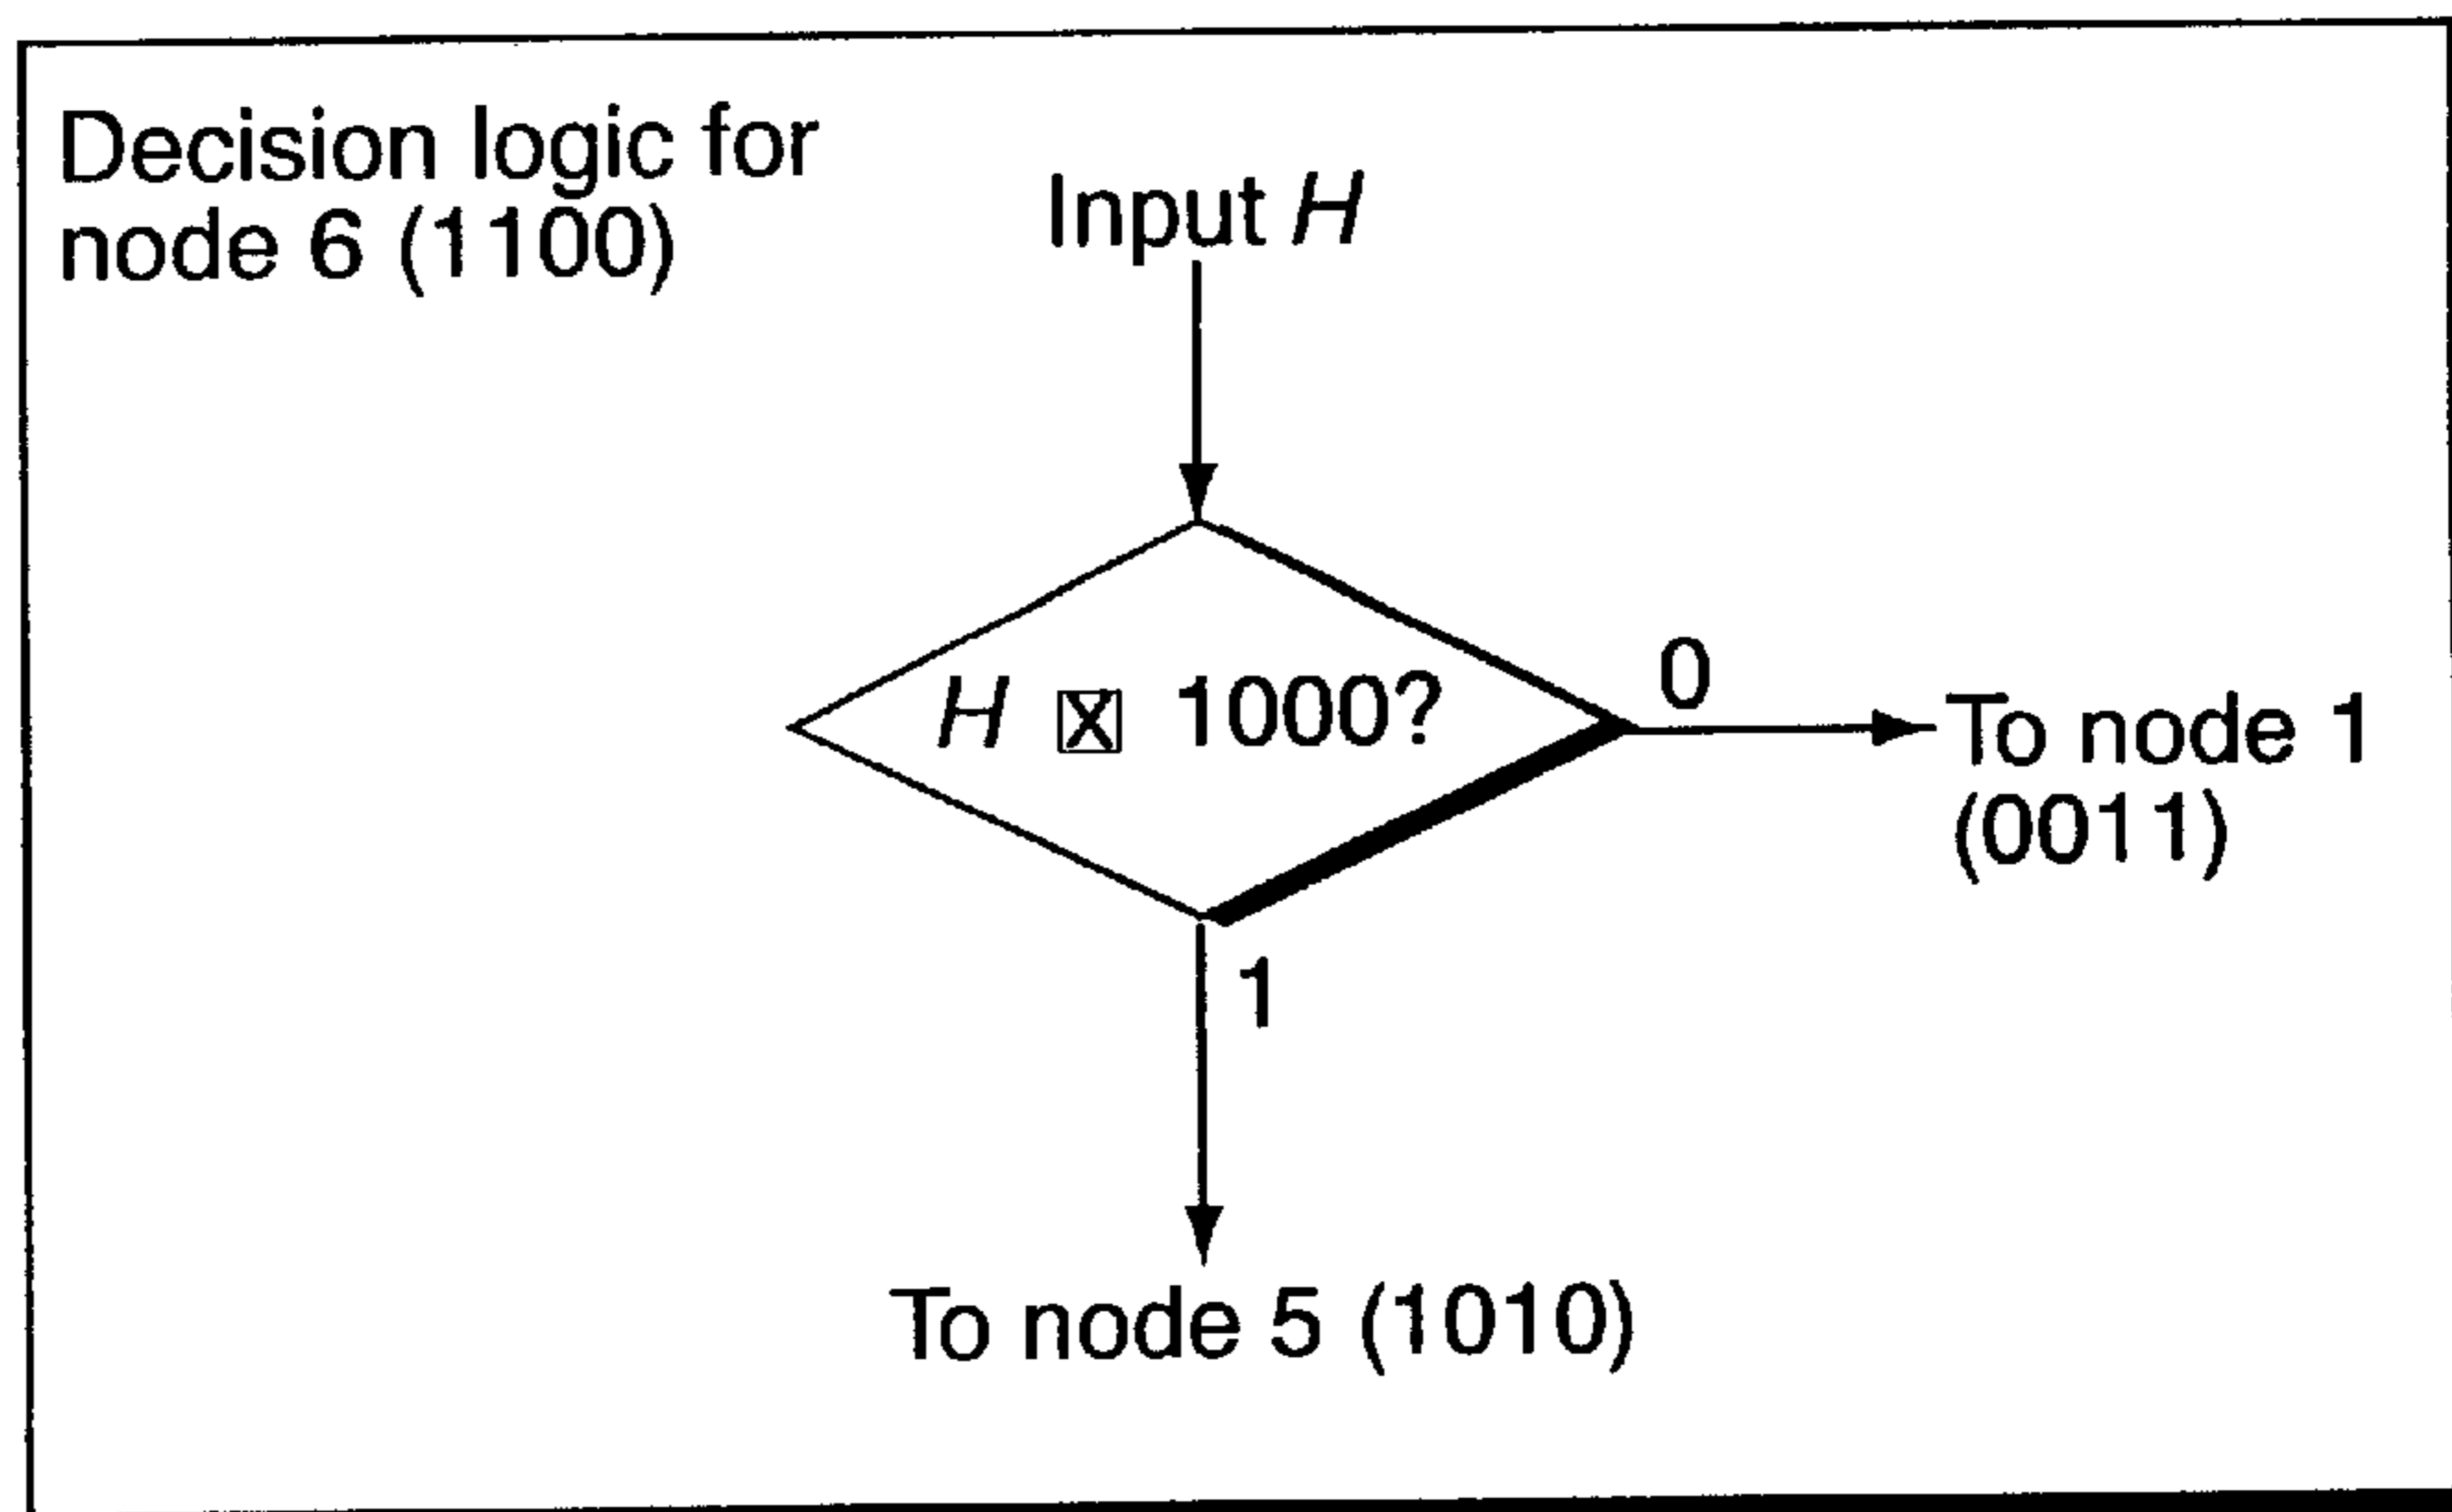 Decision logic for
node 6 (1100)
Input H
H ☒ 1000?
0
To node 1
(0011)
1
To node 5 (1010)